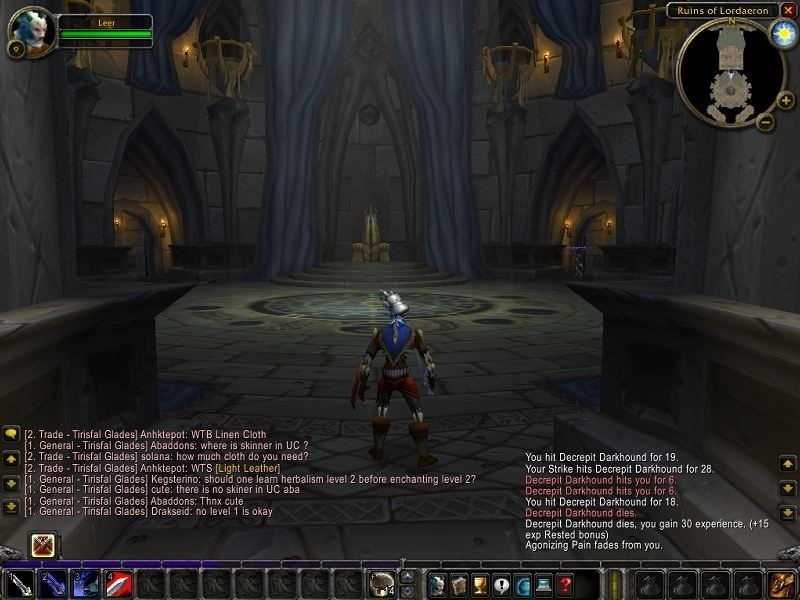 Leer
9
Ruins of Lordaeron
N
[2. Trade - Tirisfal Glades] Anhktepot: WTB Linen Cloth
[1. General - Tirisfal Glades] Abaddons: where is skinner in UC ?
[2. Trade - Tirisfal Glades] solana: how much cloth do you need?
[2. Trade - Tirisfal Glades] Anhktepot: WTS [Light Leather]
[1. General - Tirisfal Glades] Kegsterino: should one learn herbalism level 2 before enchanting level 2?
[1. General - Tirisfal Glades] cute: there is no skiner in UC aba
[1. General - Tirisfal Glades] Abaddons: Thnx cute
[1. General - Tirisfal Glades] Drakseid: no level 1 is okay
You hit Decrepit Darkhound for 19.
Your Strike hits Decrepit Darkhound for 28.
Decrepit Darkhound hits you for 6.
Decrepit Darkhound hits you for 6.
You hit Decrepit Darkhound for 18.
Decrepit Darkhound dies.
Decrepit Darkhound dies, you gain 30 experience. (+15
exp Rested bonus)
Agonizing Pain fades from you.
1 2 3 4